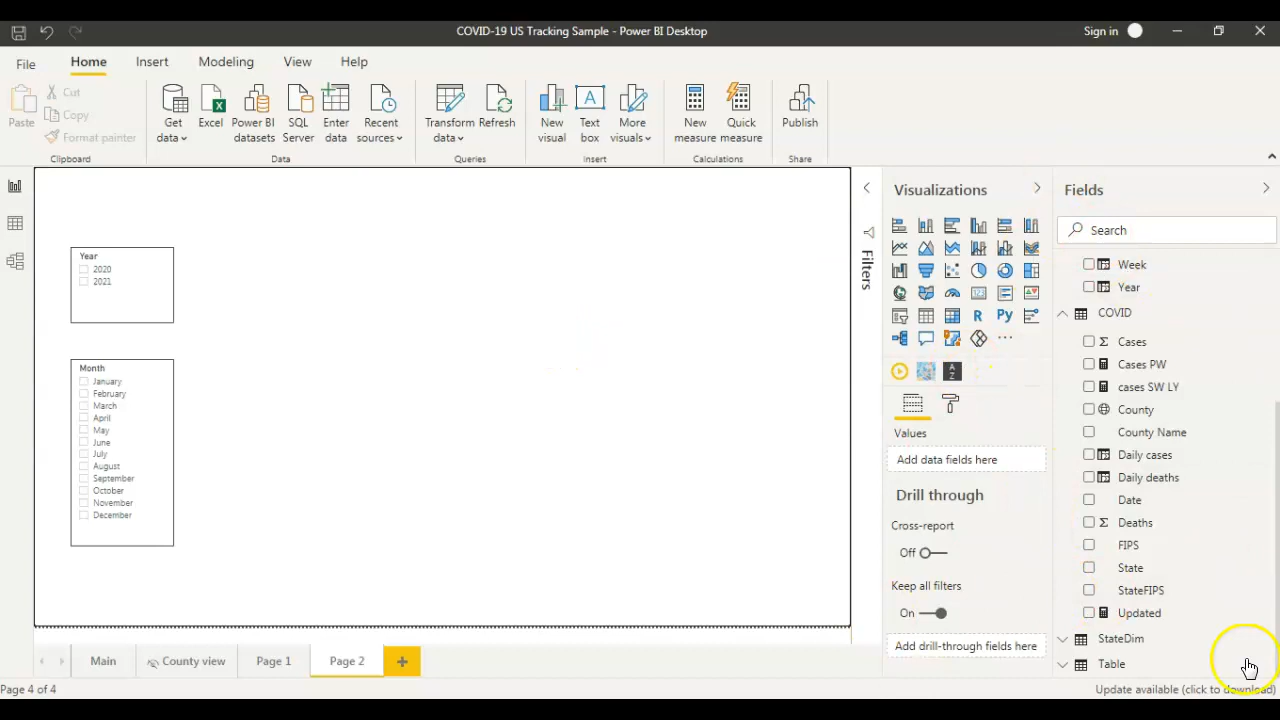 COVID-19 US Tracking Sample - Power BI Desktop
Sign in
File
Home
Insert
Modeling
View
Help
Paste
Cut
Copy
Format painter
Clipboard
Get data
Excel
Power BI datasets
SQL Server
Enter data
Recent sources
Data
Transform data
Refresh
Queries
New visual
Text box
More visuals
Insert
New measure
Quick measure
Calculations
Publish
Share
Year
2020
2021
Month
January
February
March
April
May
June
July
August
September
October
November
December
Filters
Visualizations
R
Py
A
Z
Values
Add data fields here
Drill through
Cross-report
Off
Keep all filters
On
Add drill-through fields here
Fields
Search
Week
Year
COVID
Cases
Cases PW
cases SW LY
County
County Name
Daily cases
Daily deaths
Date
Deaths
FIPS
State
StateFIPS
Updated
StateDim
Table
Main
County view
Page 1
Page 2
Page 4 of 4
Update available (click to download)